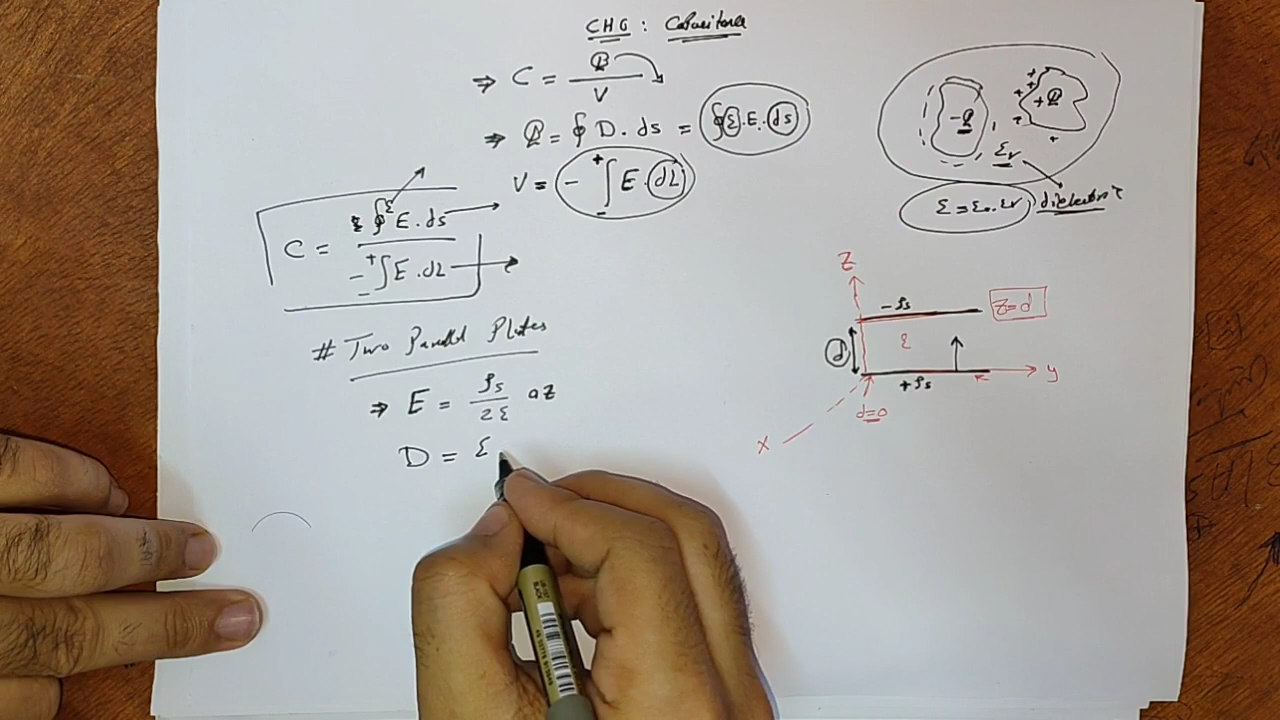 CH6 : Capacitance
⇒ C = Q / V
⇒ Q = ∮ D . ds = ∮ ε . E . ds
V = - ∫ E . dL
+
-
C = ∮ ε E . ds / - ∫ E . dL
+
-
-Q
+Q
εr
ε = ε0 . εr
# Two Parallel Plates
⇒ E = ρs / 2ε az
D = ε
Z
-ρs
Z=d
d
ε
+ρs
y
d=0
X
BLACK